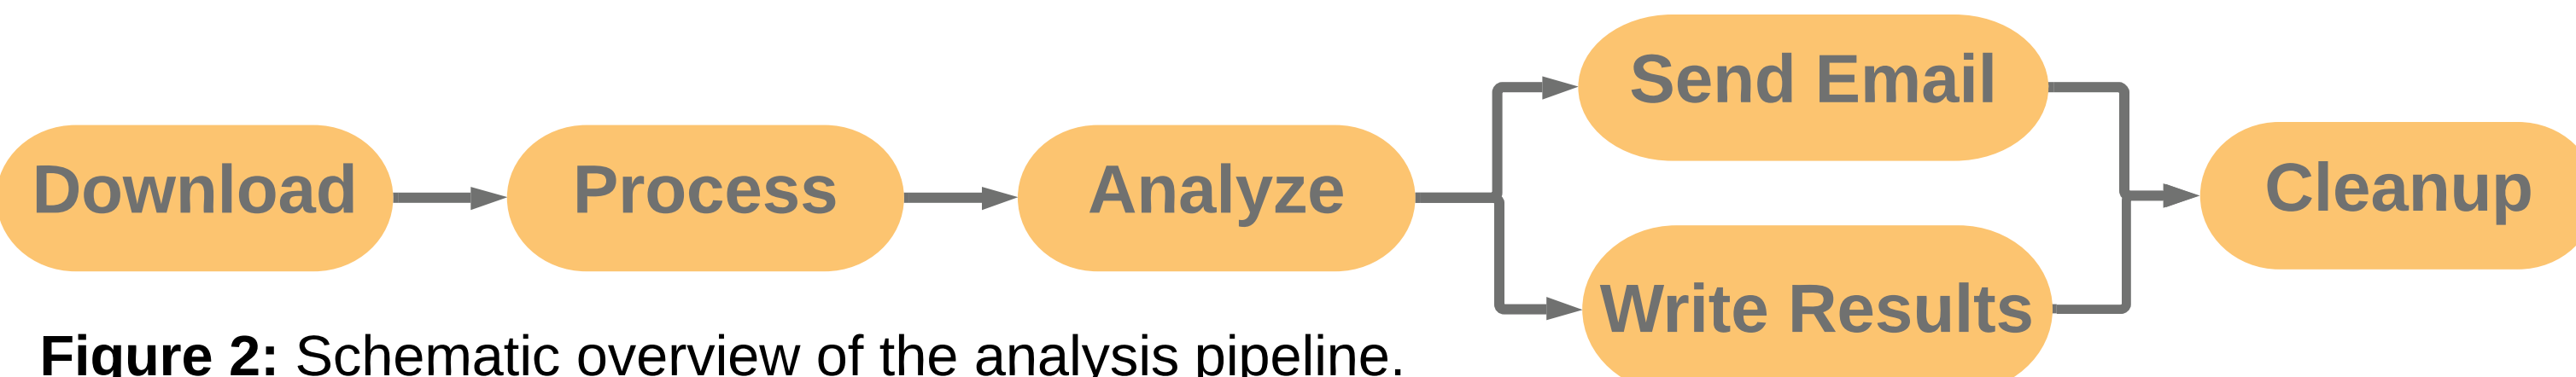 Download
Process
Analyze
Send Email
Write Results
Cleanup
Figure 2: Schematic overview of the analysis pipeline.